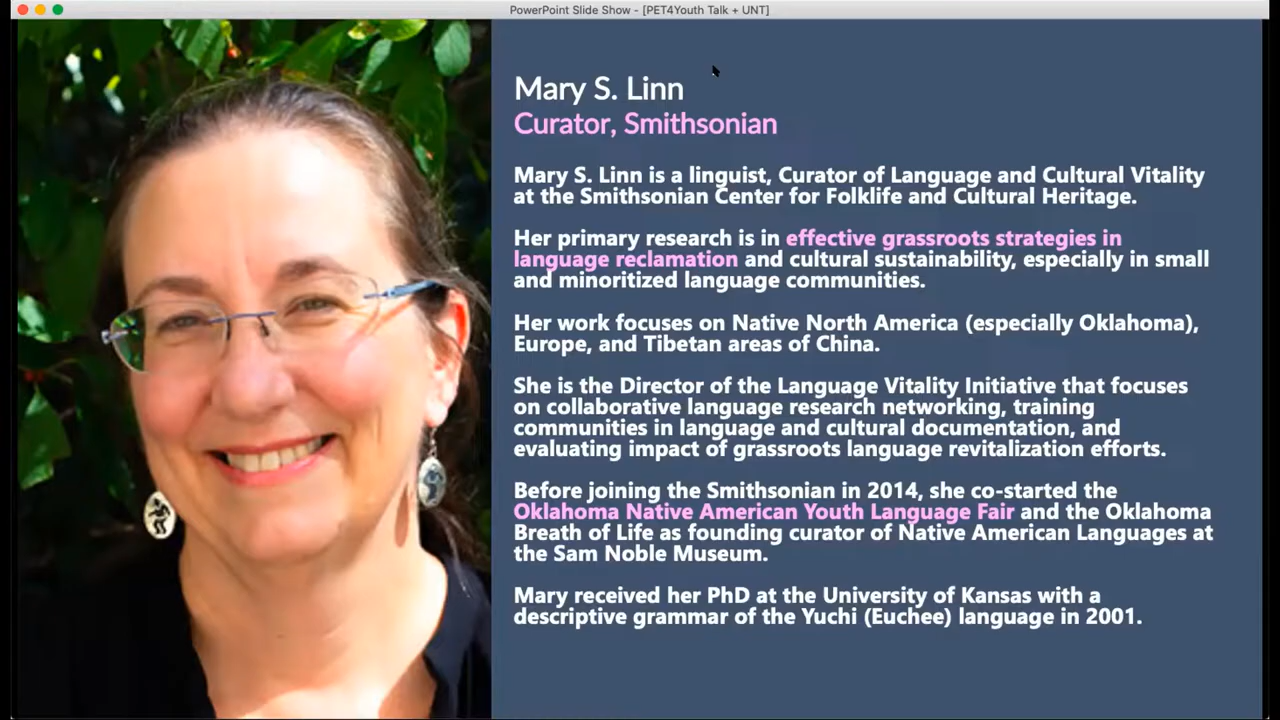 PowerPoint Slide Show - [PET4Youth Talk + UNT]
Mary S. Linn
Curator, Smithsonian
Mary S. Linn is a linguist, Curator of Language and Cultural Vitality
at the Smithsonian Center for Folklife and Cultural Heritage.
Her primary research is in effective grassroots strategies in
language reclamation and cultural sustainability, especially in small
and minoritized language communities.
Her work focuses on Native North America (especially Oklahoma),
Europe, and Tibetan areas of China.
She is the Director of the Language Vitality Initiative that focuses
on collaborative language research networking, training
communities in language and cultural documentation, and
evaluating impact of grassroots language revitalization efforts.
Before joining the Smithsonian in 2014, she co-started the
Oklahoma Native American Youth Language Fair and the Oklahoma
Breath of Life as founding curator of Native American Languages at
the Sam Noble Museum.
Mary received her PhD at the University of Kansas with a
descriptive grammar of the Yuchi (Euchee) language in 2001.